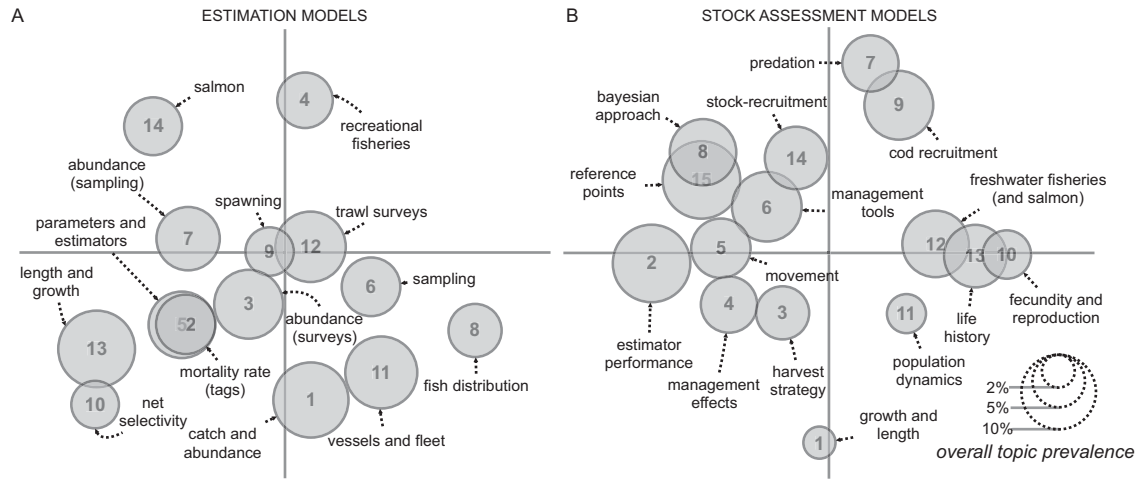 A
ESTIMATION MODELS
salmon
14
4
recreational
fisheries
abundance
(sampling)
spawning
trawl surveys
parameters and
estimators
7
9
12
length and
growth
3
6
sampling
abundance
(surveys)
52
8
13
mortality rate
(tags)
fish distribution
11
10
net
selectivity
1
catch and
abundance
vessels and fleet
B
STOCK ASSESSMENT MODELS
predation
7
bayesian
approach
stock-recruitment
9
cod recruitment
8
14
reference
points
15
freshwater fisheries
(and salmon)
management
tools
6
5
12
13
10
2
movement
fecundity and
reproduction
4
3
11
life
history
estimator
performance
population
dynamics
harvest
strategy
management
effects
2%
5%
10%
growth and
length
1
overall topic prevalence